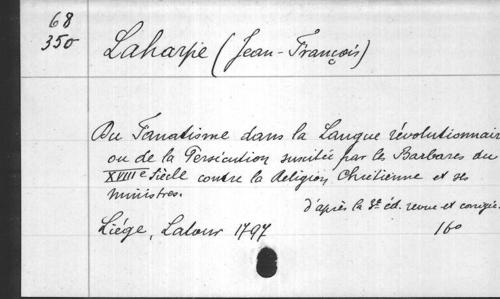 68
350
Laharpe (Jean-François)
Du Fanatisme dans la Langue révolutionnair
ou de la Persécution suscitée par les Barbares du
XVIIIe Siècle contre la Religion Chrétienne et ses
Ministres.
d'après la 3e éd. revue et corrigée.
Liége, Latour 1797
16o